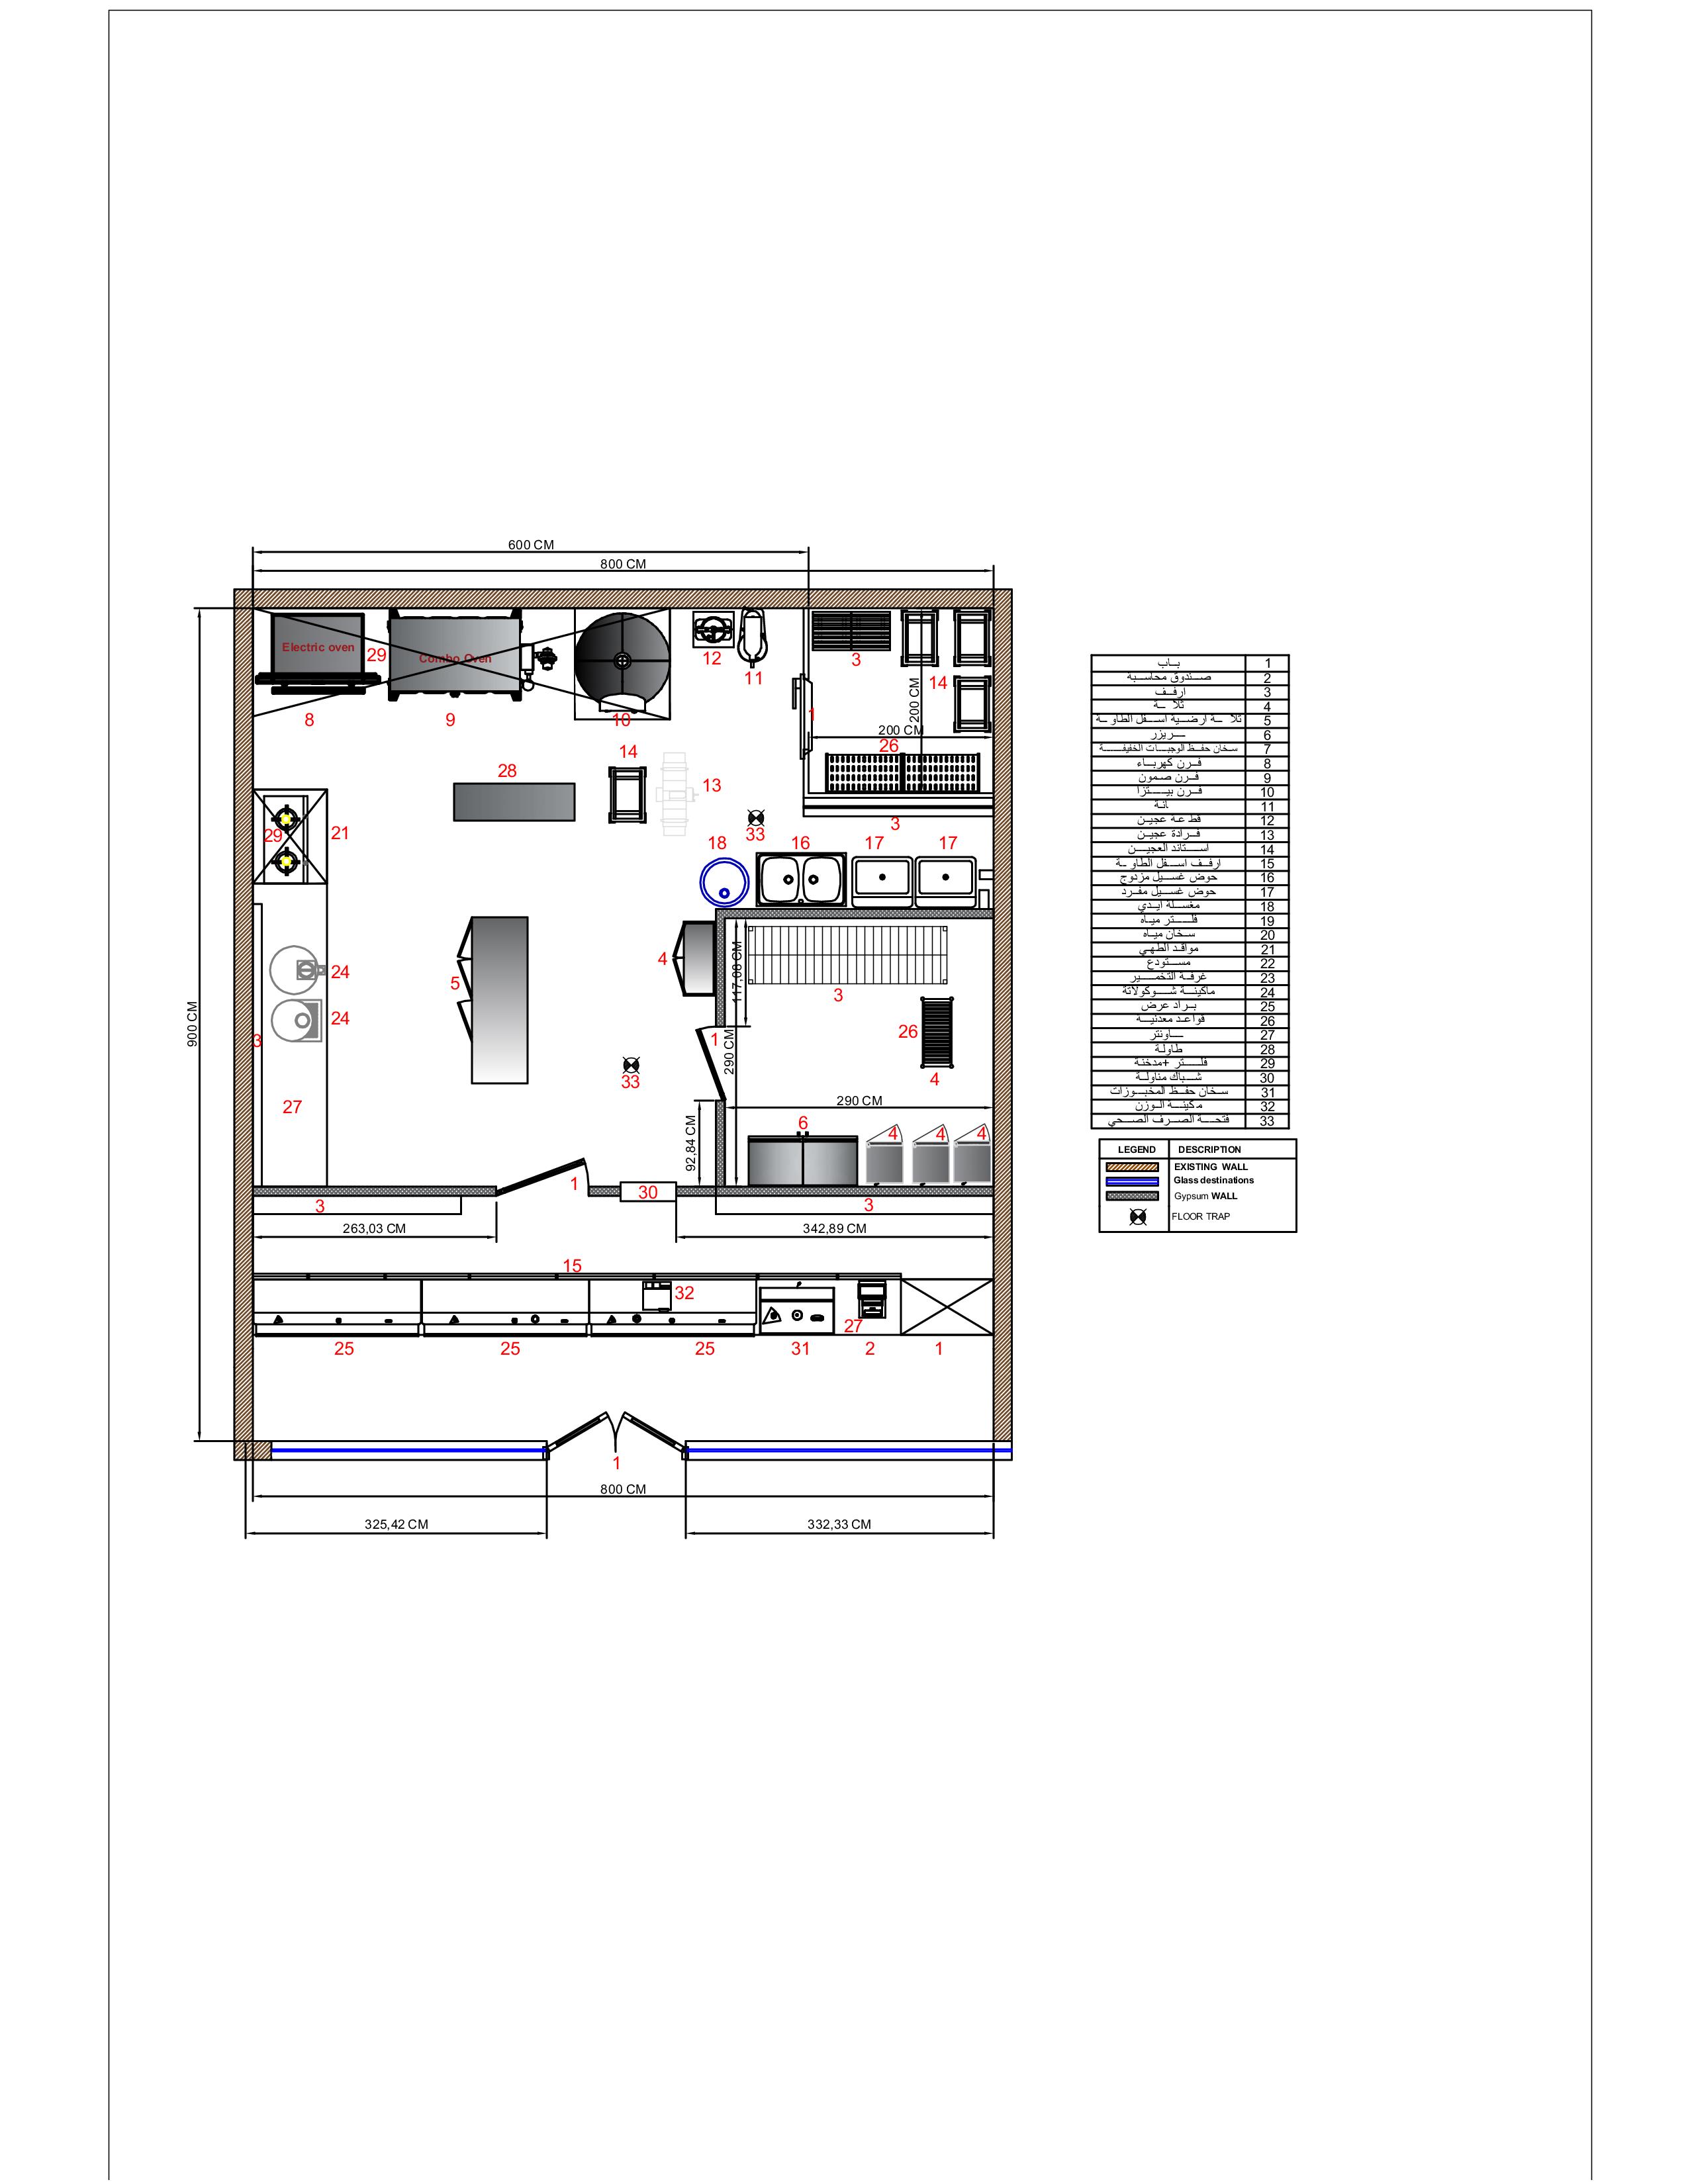 600 CM
800 CM
Electric oven
29
Combo Oven
12
11
3
14
8
9
10
1
200 CM
200 CM
26
14
28
13
33
3
29
21
18
16
17
17
900 CM
24
24
5
4
117,08 CM
3
26
4
3
1
290 CM
33
27
290 CM
92,84 CM
6
4
4
4
1
30
3
3
263,03 CM
342,89 CM
15
32
27
25
25
25
31
2
1
1
800 CM
325,42 CM
332,33 CM
باب 1
صندوق محاسبة 2
ارفف 3
ثلا ة 4
ثلا ة ارضية اسفل الطاو ة 5
ريزر 6
سخان حفظ الوجبات الخفيفة 7
فرن كهرباء 8
فرن صمون 9
فرن بيتزا 10
انة 11
قطاعة عجين 12
فرادة عجين 13
استاند العجين 14
ارفف اسفل الطاو ة 15
حوض غسيل مزدوج 16
حوض غسيل مفرد 17
مغسلة ايدي 18
فلتر مياه 19
سخان مياه 20
مواقد الطهي 21
مستودع 22
غرفة التخمير 23
ماكينة شوكولاتة 24
براد عرض 25
قواعد معدنية 26
اونتر 27
طاولة 28
فلتر +مدخنة 29
شباك مناولة 30
سخان حفظ المخبوزات 31
مكينة الوزن 32
فتحة الصرف الصحي 33
LEGEND DESCRIPTION
EXISTING WALL
Glass destinations
Gypsum WALL
FLOOR TRAP